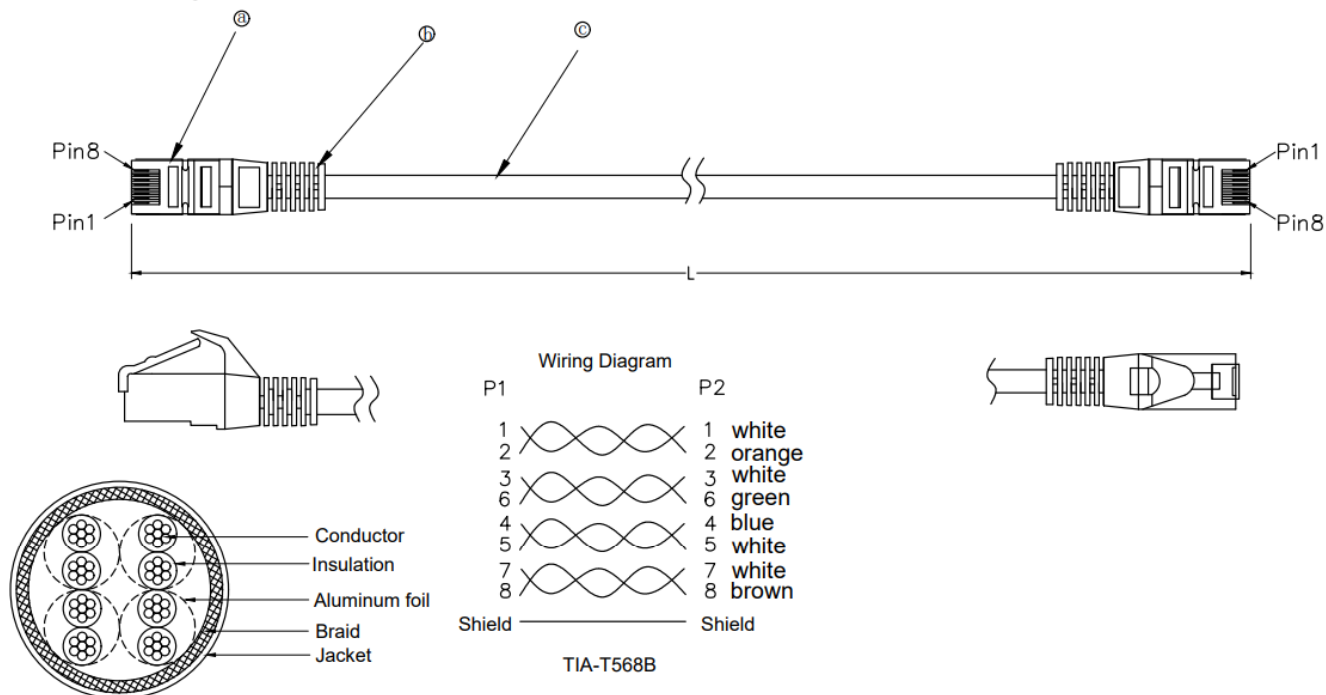 ⓐ ⓑ ⓒ
Pin8 Pin1
Pin1 Pin8
L
Wiring Diagram
P1 P2
1 1 white
2 2 orange
3 3 white
6 6 green
4 4 blue
5 5 white
7 7 white
8 8 brown
Shield Shield
TIA-T568B
Conductor
Insulation
Aluminum foil
Braid
Jacket